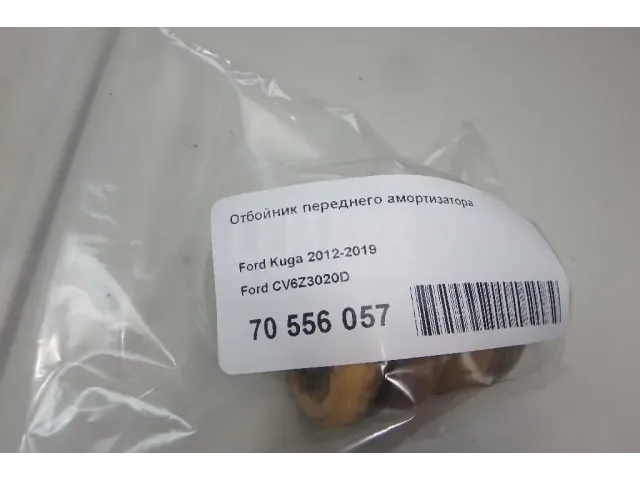 Отбойник переднего амортизатора
Ford Kuga 2012-2019
Ford CV6Z3020D
70 556 057